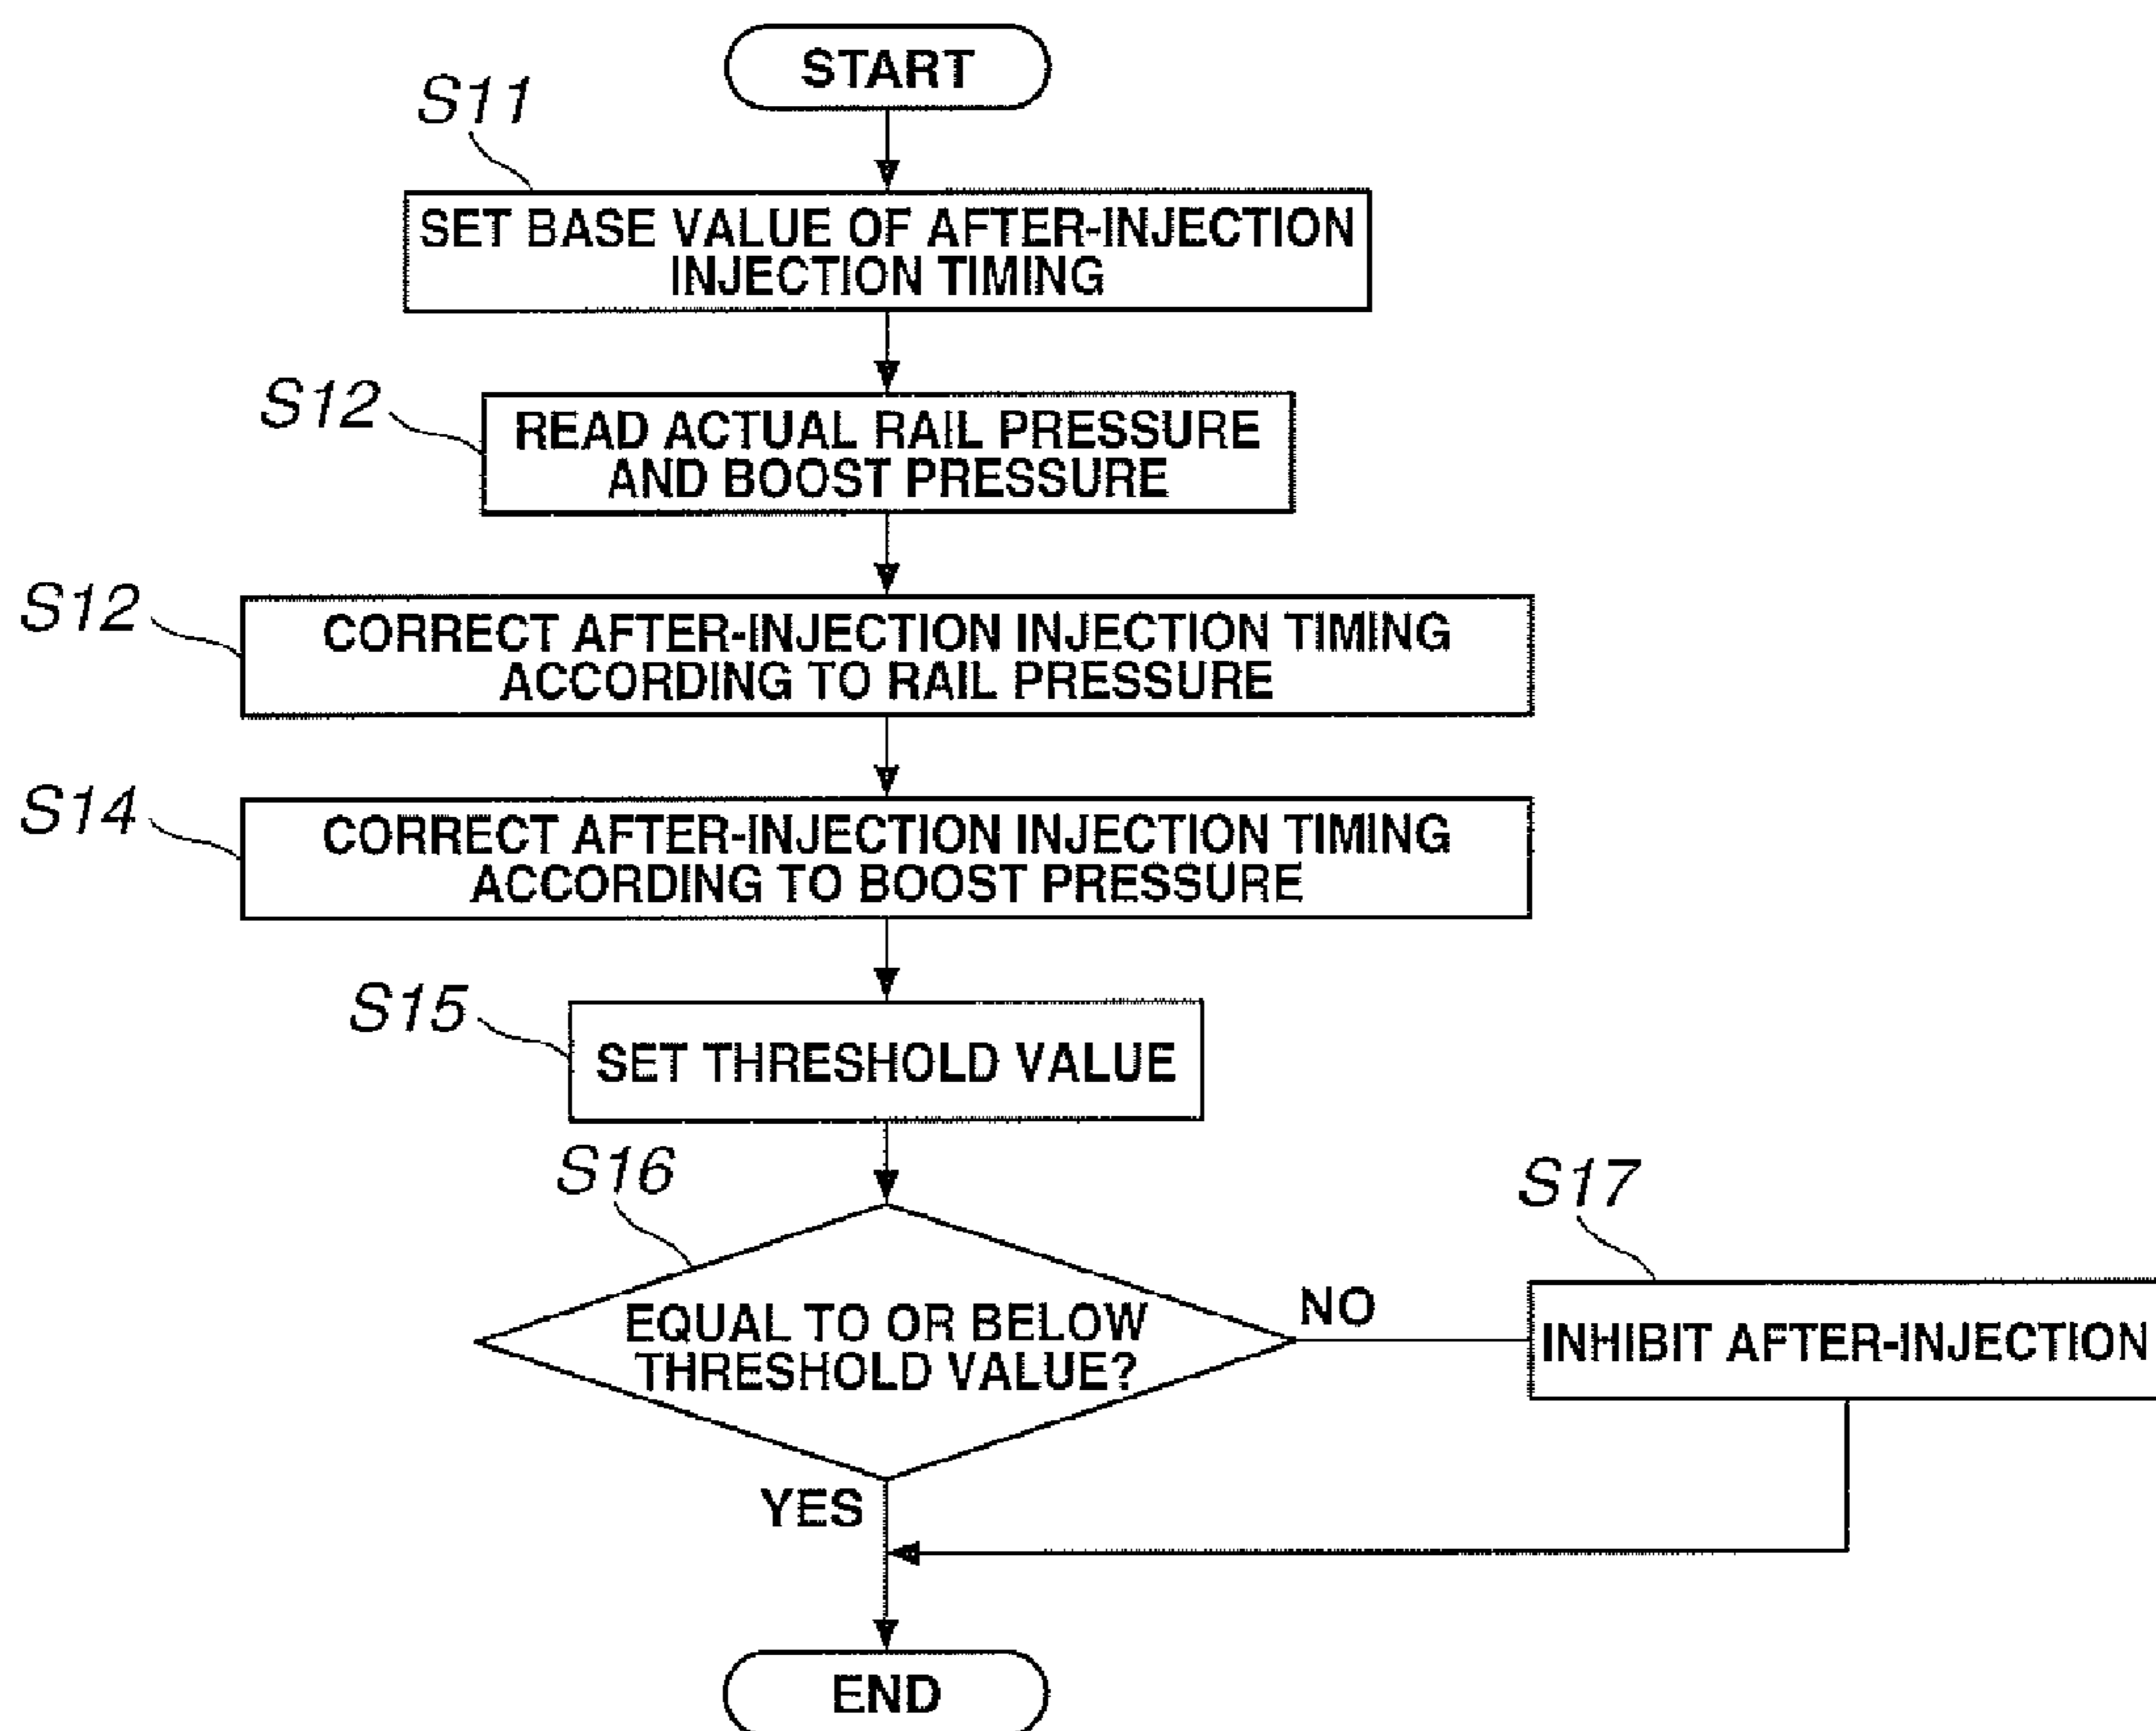 START
S11
SET BASE VALUE OF AFTER-INJECTION
INJECTION TIMING
S12
READ ACTUAL RAIL PRESSURE
AND BOOST PRESSURE
S12
CORRECT AFTER-INJECTION INJECTION TIMING
ACCORDING TO RAIL PRESSURE
S14
CORRECT AFTER-INJECTION INJECTION TIMING
ACCORDING TO BOOST PRESSURE
S15
SET THRESHOLD VALUE
S16
EQUAL TO OR BELOW
THRESHOLD VALUE?
NO
S17
INHIBIT AFTER-INJECTION
YES
END